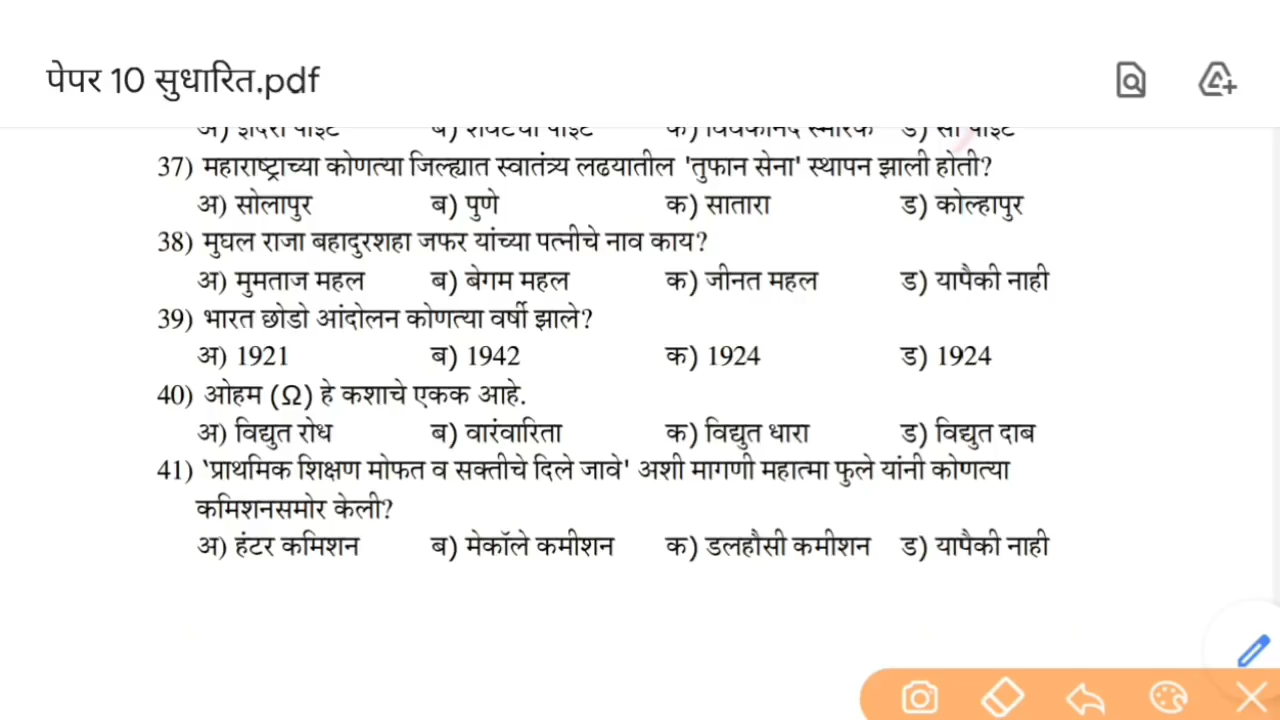 पेपर 10 सुधारित.pdf
अ) इंदिरा पॉइंट ब) शेवटचा पॉइंट क) विवेकानंद स्मारक ड) सी पॉइंट
37) महाराष्ट्राच्या कोणत्या जिल्ह्यात स्वातंत्र्य लढयातील 'तुफान सेना' स्थापन झाली होती?
अ) सोलापुर ब) पुणे क) सातारा ड) कोल्हापुर
38) मुघल राजा बहादुरशहा जफर यांच्या पत्नीचे नाव काय?
अ) मुमताज महल ब) बेगम महल क) जीनत महल ड) यापैकी नाही
39) भारत छोडो आंदोलन कोणत्या वर्षी झाले?
अ) 1921 ब) 1942 क) 1924 ड) 1924
40) ओहम (Ω) हे कशाचे एकक आहे.
अ) विद्युत रोध ब) वारंवारिता क) विद्युत धारा ड) विद्युत दाब
41) 'प्राथमिक शिक्षण मोफत व सक्तीचे दिले जावे' अशी मागणी महात्मा फुले यांनी कोणत्या
कमिशनसमोर केली?
अ) हंटर कमिशन ब) मेकॉले कमीशन क) डलहौसी कमीशन ड) यापैकी नाही